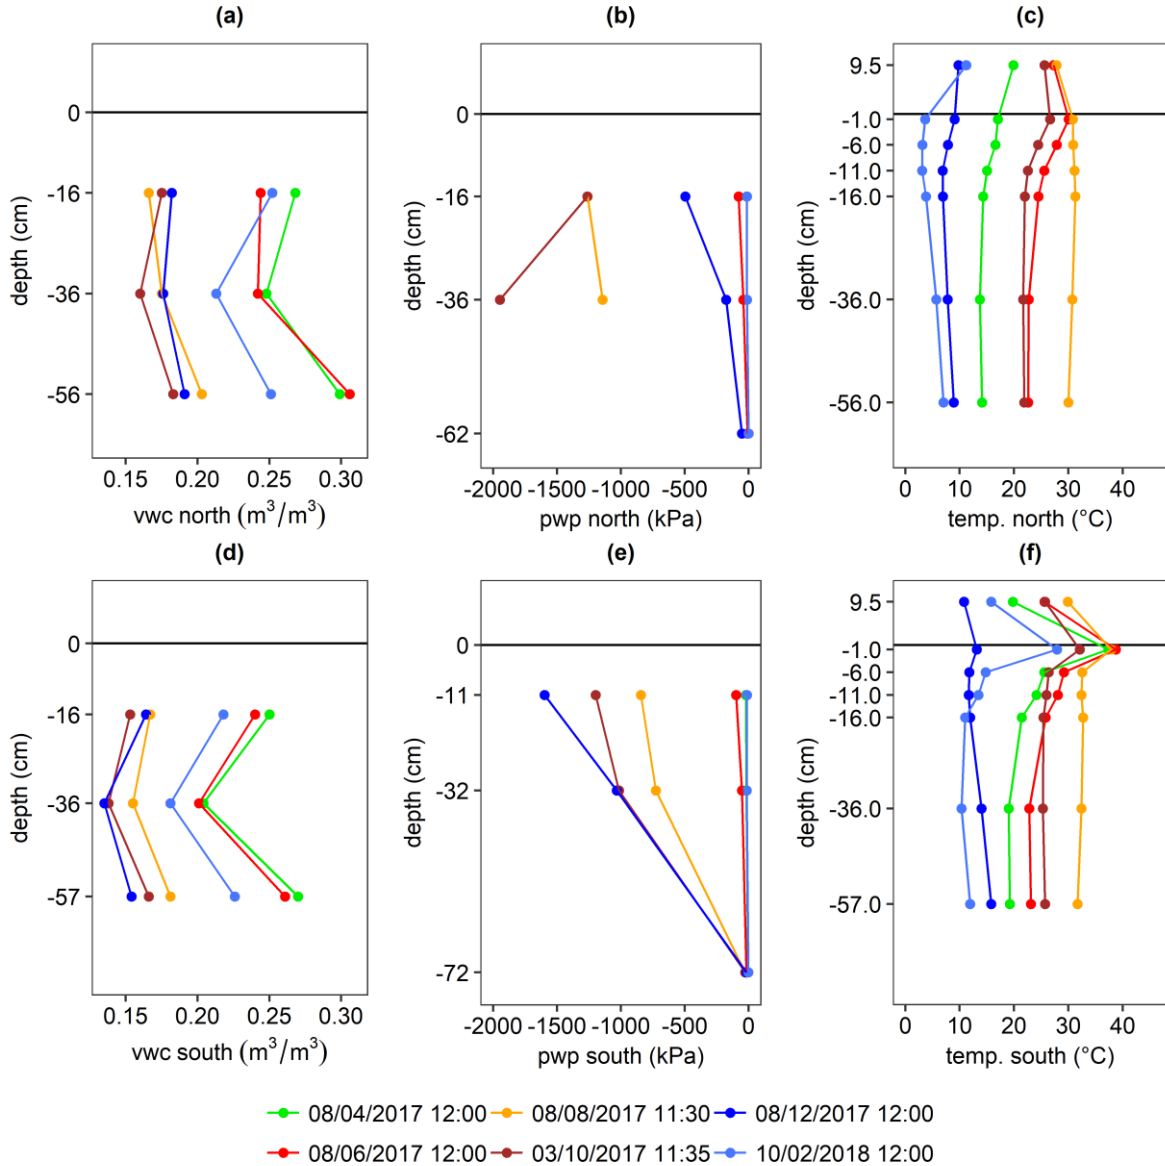 (a)
(b)
(c)
0
-16
-36
-56
depth (cm)
0.15 0.20 0.25 0.30
vwc north (m³/m³)
0
-16
-36
-62
depth (cm)
-2000 -1500 -1000 -500 0
pwp north (kPa)
9.5
-1.0
-6.0
-11.0
-16.0
-36.0
-56.0
depth (cm)
0 10 20 30 40
temp. north (°C)
(d)
(e)
(f)
0
-16
-36
-57
depth (cm)
0.15 0.20 0.25 0.30
vwc south (m³/m³)
0
-11
-32
-72
depth (cm)
-2000 -1500 -1000 -500 0
pwp south (kPa)
9.5
-1.0
-6.0
-11.0
-16.0
-36.0
-57.0
depth (cm)
0 10 20 30 40
temp. south (°C)
08/04/2017 12:00 08/08/2017 11:30 08/12/2017 12:00
08/06/2017 12:00 03/10/2017 11:35 10/02/2018 12:00